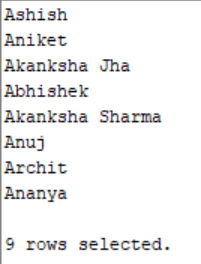 Ashish
Aniket
Akanksha Jha
Abhishek
Akanksha Sharma
Anuj
Archit
Ananya
9 rows selected.